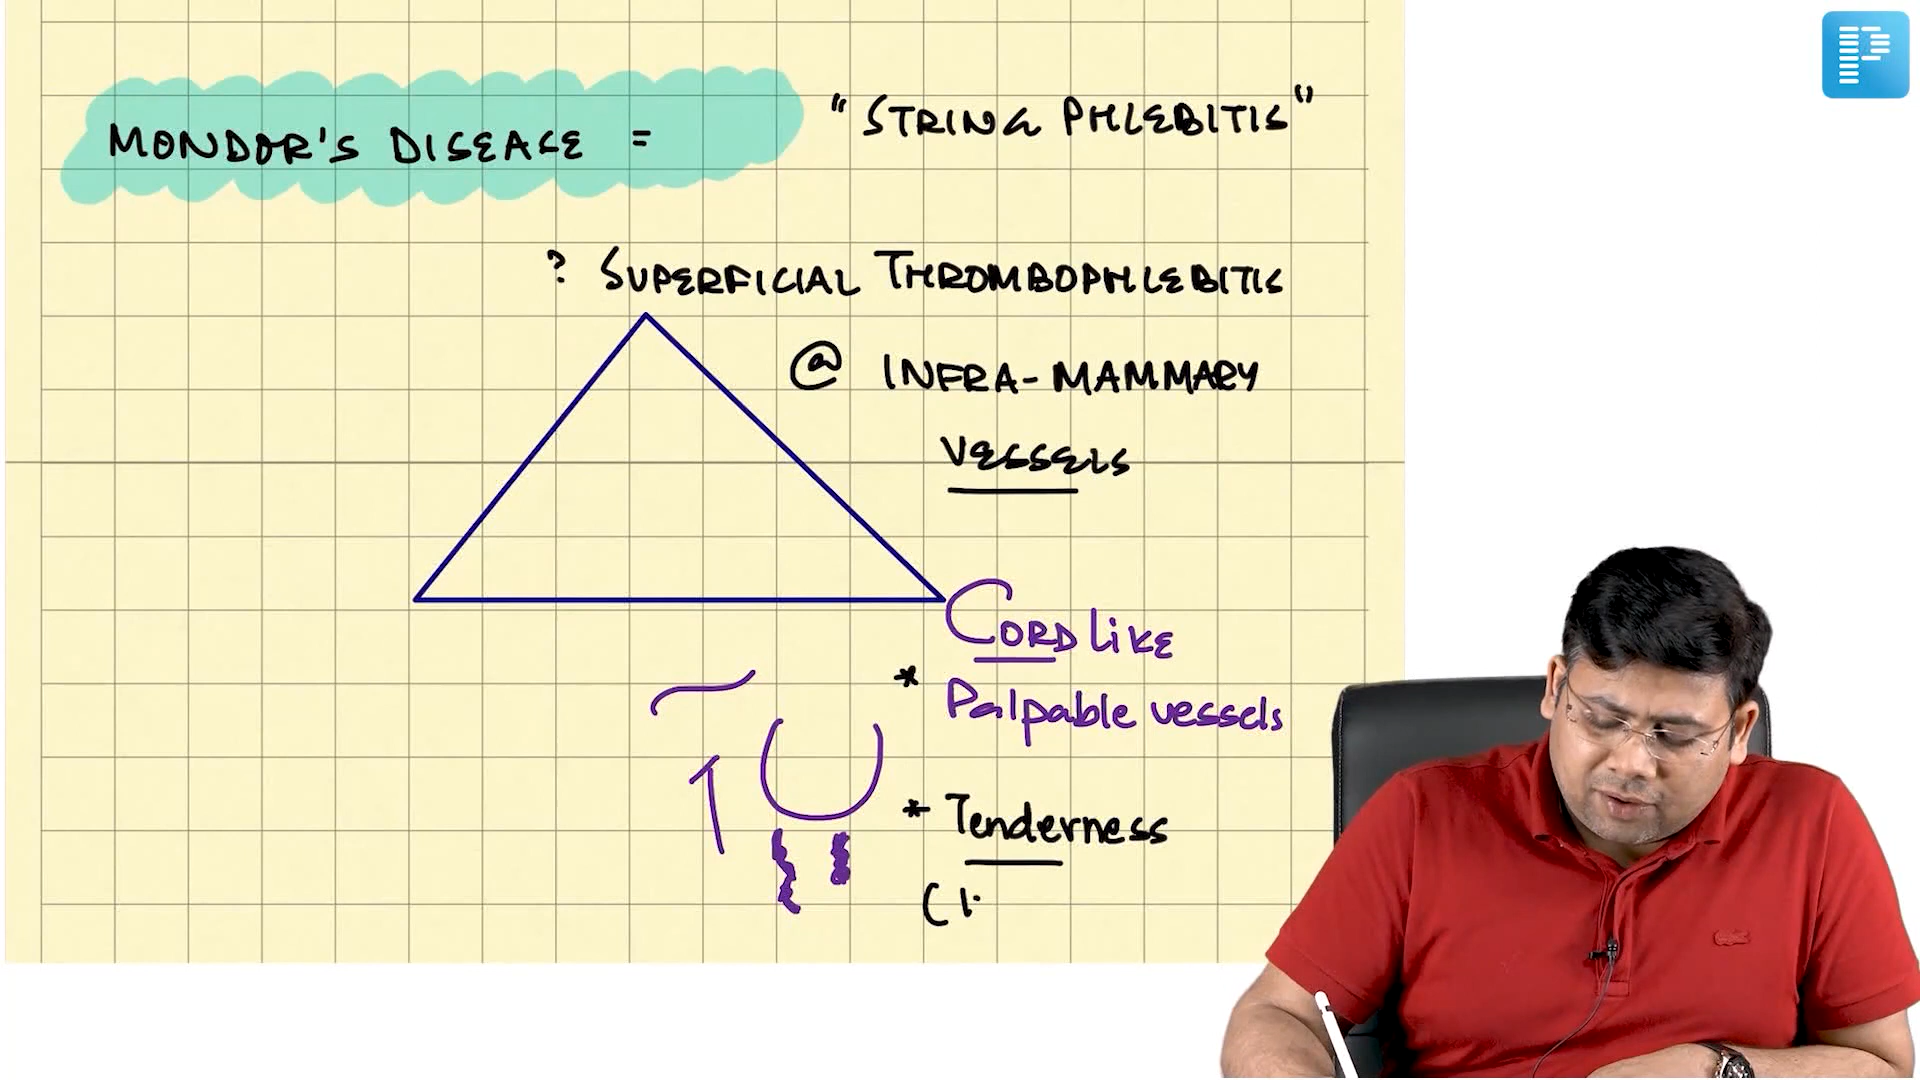 MONDOR'S DISEASE =
"STRING PHLEBITIS"
? SUPERFICIAL THROMBOPHLEBITIS
@ INFRA-MAMMARY
VESSELS
CORD like
* Palpable vessels
* Tenderness
(
P